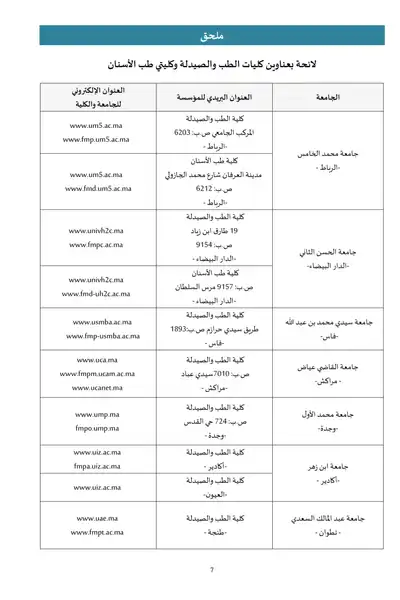 ملحق
لائحة بعناوين كليات الطب والصيدلة وكليتي طب الأسنان
الجامعة
العنوان البريدي للمؤسسة
العنوان الإلكتروني
للجامعة والكلية
جامعة محمد الخامس
-الرباط -
كلية الطب والصيدلة
المركب الجامعي ص ب: 6203
-الرباط -
www.um5.ac.ma
www.fmp.um5.ac.ma
كلية طب الأسنان
مدينة العرفان شارع محمد الجازولي
ص ب: 6212
-الرباط -
www.um5.ac.ma
www.fmd.um5.ac.ma
جامعة الحسن الثاني
-الدار البيضاء-
كلية الطب والصيدلة
19 طارق ابن زياد
ص.ب: 9154
-الدار البيضاء-
www.univh2c.ma
www.fmpc.ac.ma
كلية طب الأسنان
ص ب: 9157 مرس السلطان
-الدار البيضاء -
www.univh2c.ma
www.fmd-uh2c.ac.ma
جامعة سيدي محمد بن عبد الله
-فاس-
كلية الطب والصيدلة
طريق سيدي حرازم ص ب:1893
-فاس -
www.usmba.ac.ma
www.fmp-usmba.ac.ma
جامعة القاضي عياض
- مراكش -
كلية الطب والصيدلة
ص ب: 7010سيدي عباد
-مراكش -
www.uca.ma
www.fmpm.ucam.ac.ma
www.ucanet.ma
جامعة محمد الأول
-وجدة-
كلية الطب والصيدلة
ص ب: 724 حي القدس
-وجدة -
www.ump.ma
fmpo.ump.ma
جامعة ابن زهر
-أكادير -
كلية الطب والصيدلة
-أكادير -
www.uiz.ac.ma
fmpa.uiz.ac.ma
كلية الطب والصيدلة
-العيون-
www.uiz.ac.ma
جامعة عبد المالك السعدي
- تطوان -
كلية الطب والصيدلة
-طنجة -
www.uae.ma
www.fmpt.ac.ma
7